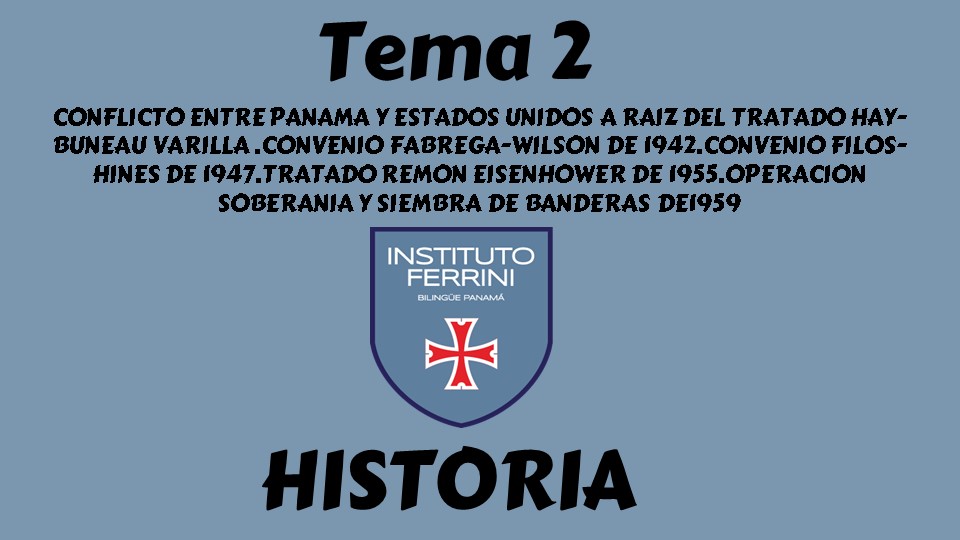 Tema 2
CONFLICTO ENTRE PANAMA Y ESTADOS UNIDOS A RAIZ DEL TRATADO HAY-
BUNEAU VARILLA .CONVENIO FABREGA-WILSON DE 1942.CONVENIO FILOS-
HINES DE 1947.TRATADO REMON EISENHOWER DE 1955.OPERACION
SOBERANIA Y SIEMBRA DE BANDERAS DE1959
INSTITUTO
FERRINI
BILINGÜE PANAMÁ
HISTORIA